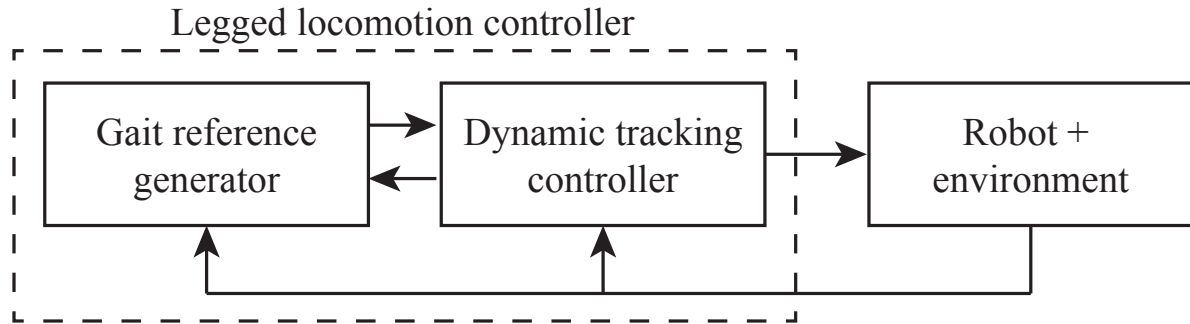 Legged locomotion controller
Gait reference
generator
Dynamic tracking
controller
Robot +
environment